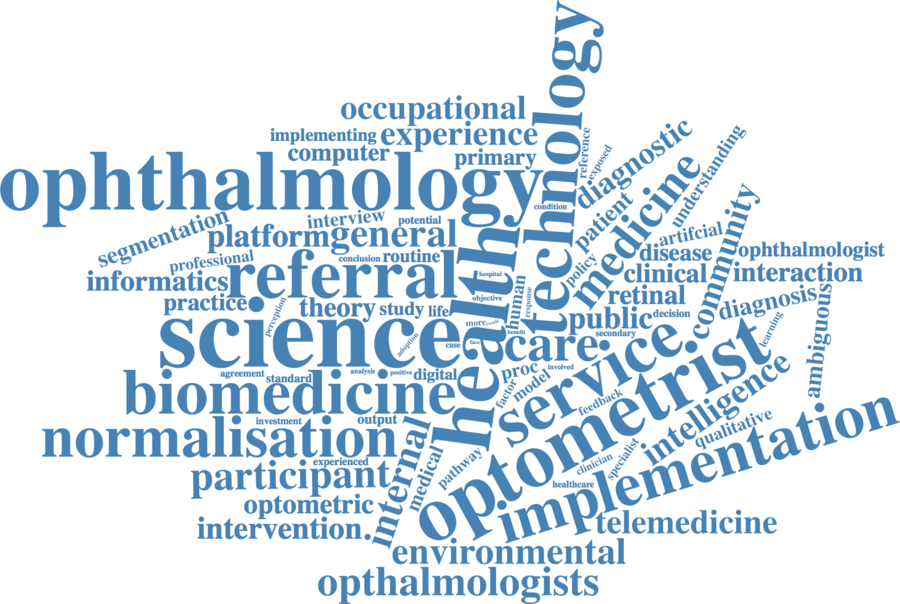 technology
occupational
implementing
experience
computer
primary
ophthalmology
reference
exposed
diagnostic
understanding
condition
segmentation
interview
potential
patient
medicine
platform
general
artifcial
community
professional
conclusion
routine
policy
disease
ophthalmologist
informatics
referral
health
hospital
clinical
interaction
practice
objective
human
response
retinal
diagnosis
perception
theory
study
life
public
decision
ambiguous
science
more
result
benefit
secondary
learning
adoption
case
face
care
service
optometrist
agreement
standard
analysis
positive
digital
proc
involved
biomedicine
factor
model
feedback
intelligence
investment
output
qualitative
normalisation
internal
implementation
experienced
participant
medical
pathway
clinician
specialist
healthcare
optometric
intervention.
telemedicine
environmental
opthalmologists